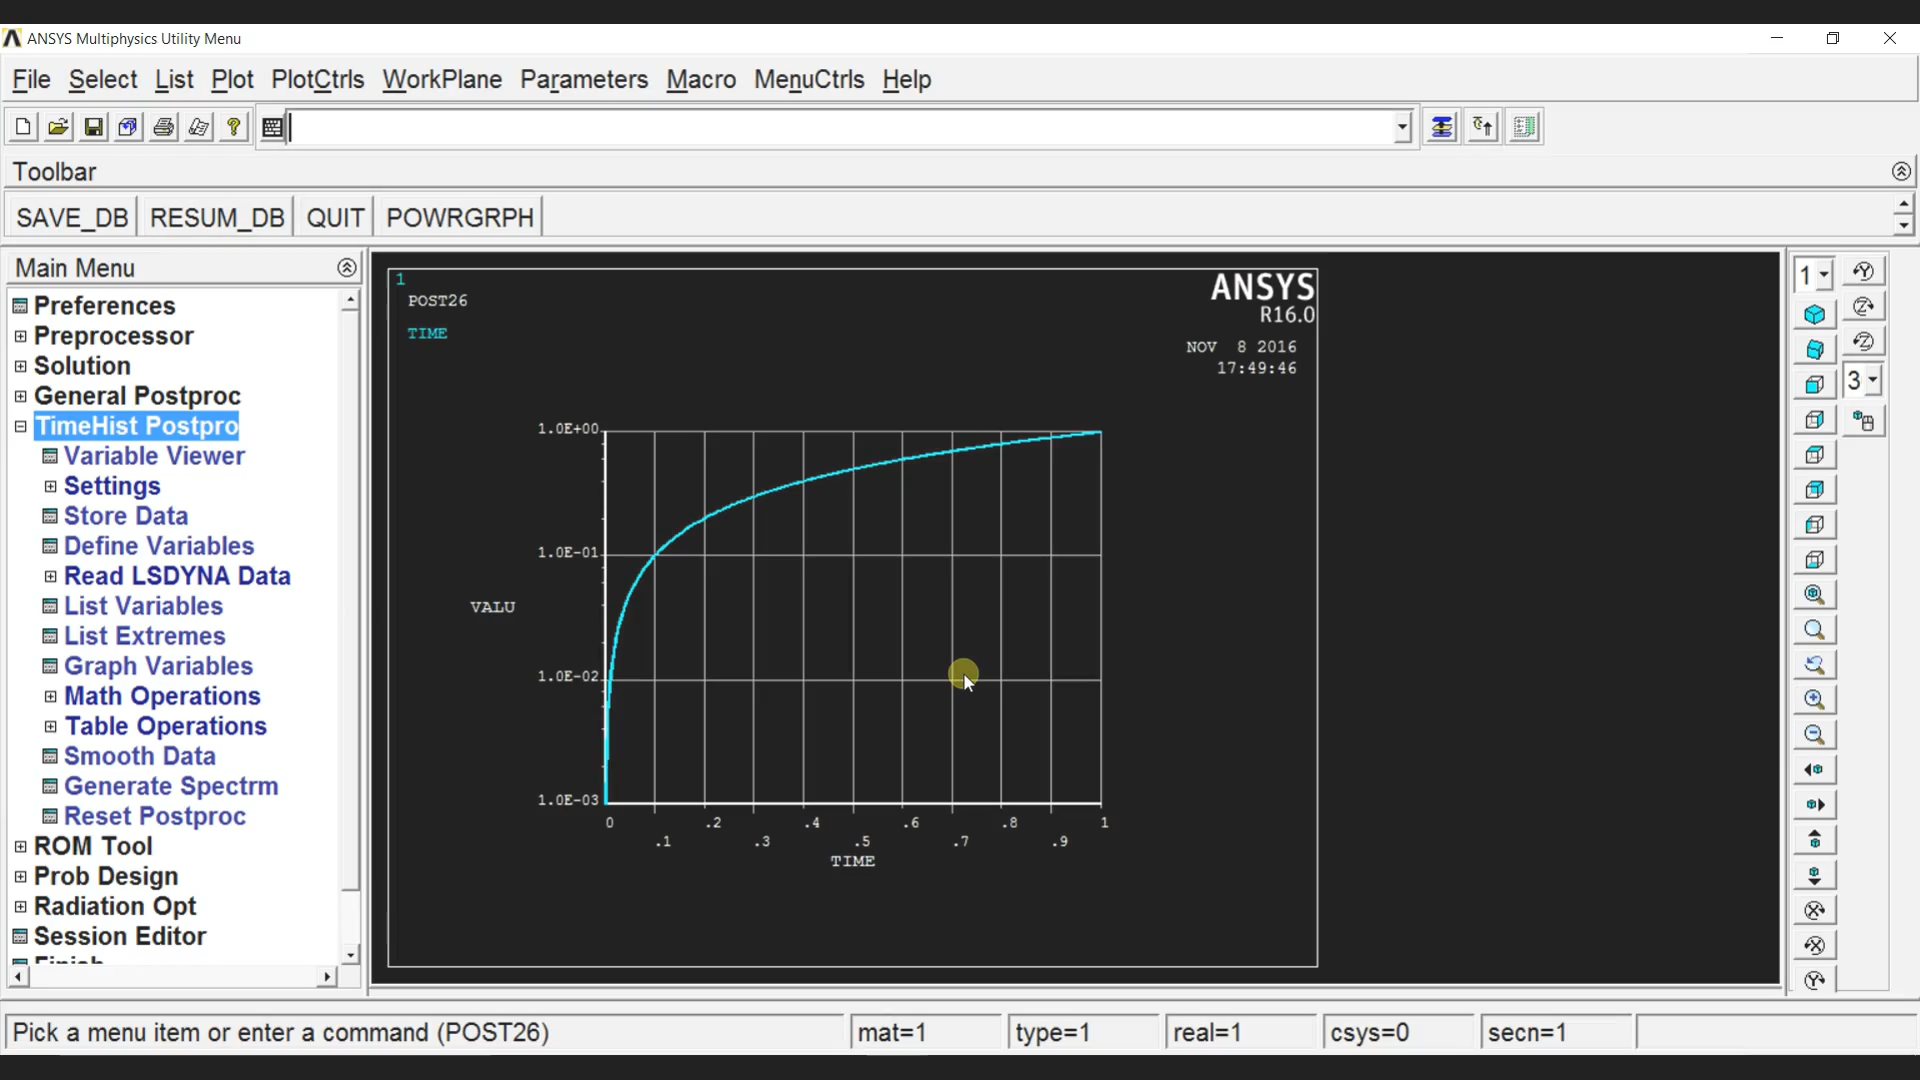 ANSYS Multiphysics Utility Menu
File Select List Plot PlotCtrls WorkPlane Parameters Macro MenuCtrls Help
Toolbar
SAVE_DB RESUM_DB QUIT POWRGRPH
Main Menu
Preferences
Preprocessor
Solution
General Postproc
TimeHist Postpro
Variable Viewer
Settings
Store Data
Define Variables
Read LSDYNA Data
List Variables
List Extremes
Graph Variables
Math Operations
Table Operations
Smooth Data
Generate Spectrm
Reset Postproc
ROM Tool
Prob Design
Radiation Opt
Session Editor
1
POST26
TIME
ANSYS
R16.0
NOV 8 2016
17:49:46
1.0E+00
1.0E-01
VALU
1.0E-02
1.0E-03
0 .2 .4 .6 .8 1
.1 .3 .5 .7 .9
TIME
1
3
Pick a menu item or enter a command (POST26) mat=1 type=1 real=1 csys=0 secn=1